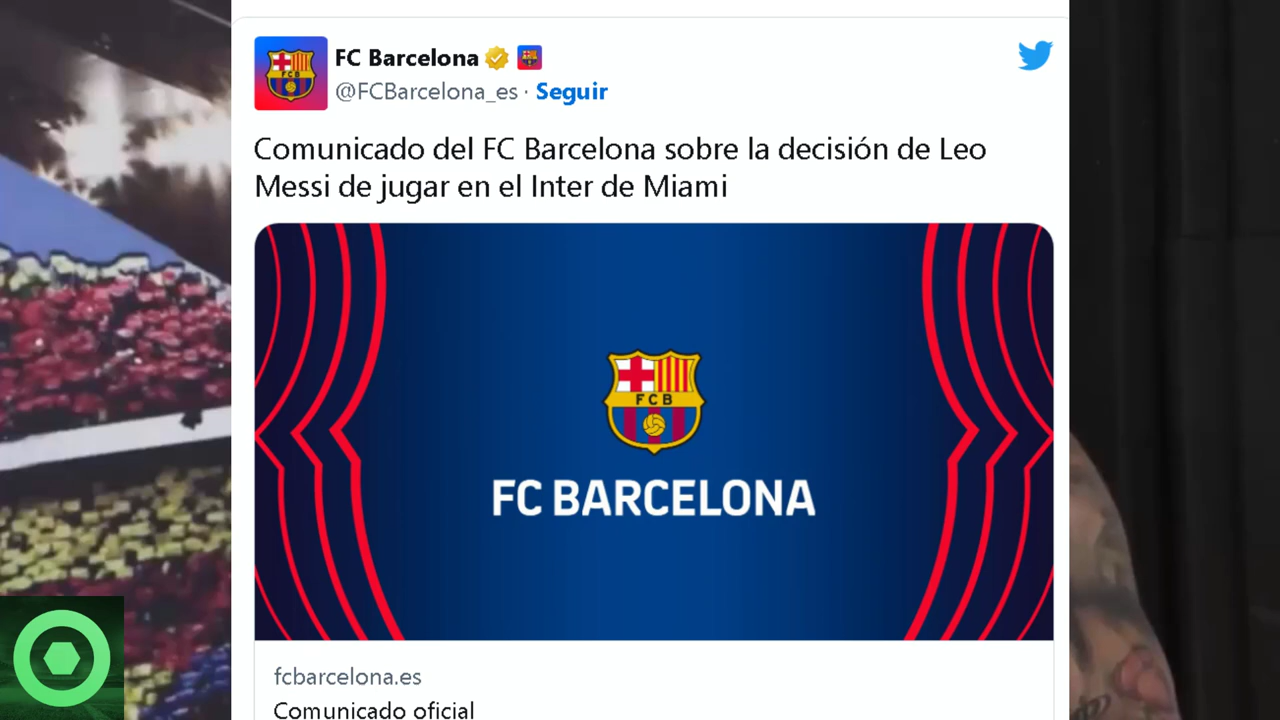 FC Barcelona
@FCBarcelona_es · Seguir
Comunicado del FC Barcelona sobre la decisión de Leo
Messi de jugar en el Inter de Miami
FCB
FC BARCELONA
fcbarcelona.es
Comunicado oficial